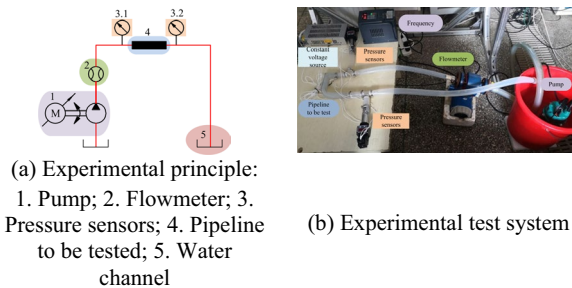 3.1
3.2
4
2
1
M
5
(a) Experimental principle:
1. Pump; 2. Flowmeter; 3.
Pressure sensors; 4. Pipeline
to be tested; 5. Water
channel
Frequency
Constant
voltage
source
Pressure
sensors
Flowmeter
Pump
Pipeline
to be test
Pressure
sensors
(b) Experimental test system